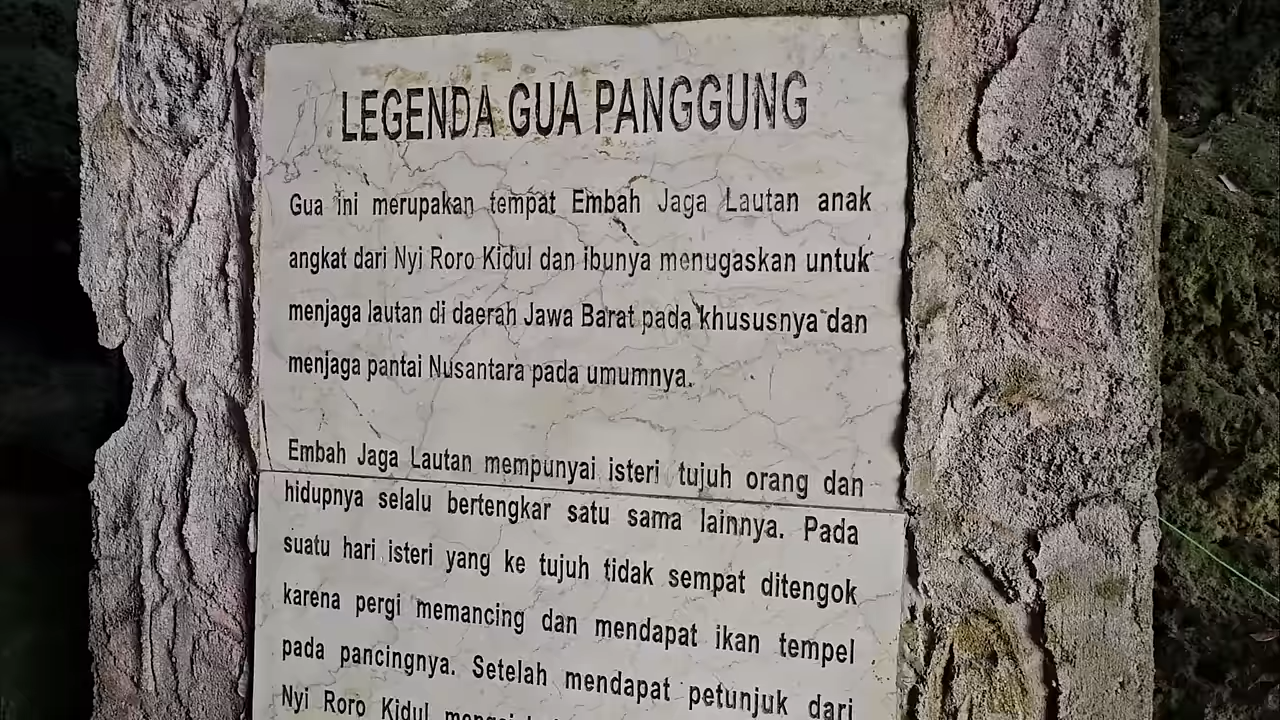 LEGENDA GUA PANGGUNG
Gua ini merupakan tempat Embah Jaga Lautan anak
angkat dari Nyi Roro Kidul dan ibunya menugaskan untuk
menjaga lautan di daerah Jawa Barat pada khususnya dan
menjaga pantai Nusantara pada umumnya.
Embah Jaga Lautan mempunyai isteri tujuh orang dan
hidupnya selalu bertengkar satu sama lainnya. Pada
suatu hari isteri yang ke tujuh tidak sempat ditengok
karena pergi memancing dan mendapat ikan tempel
pada pancingnya. Setelah mendapat petunjuk dari
Nyi Roro Kidul